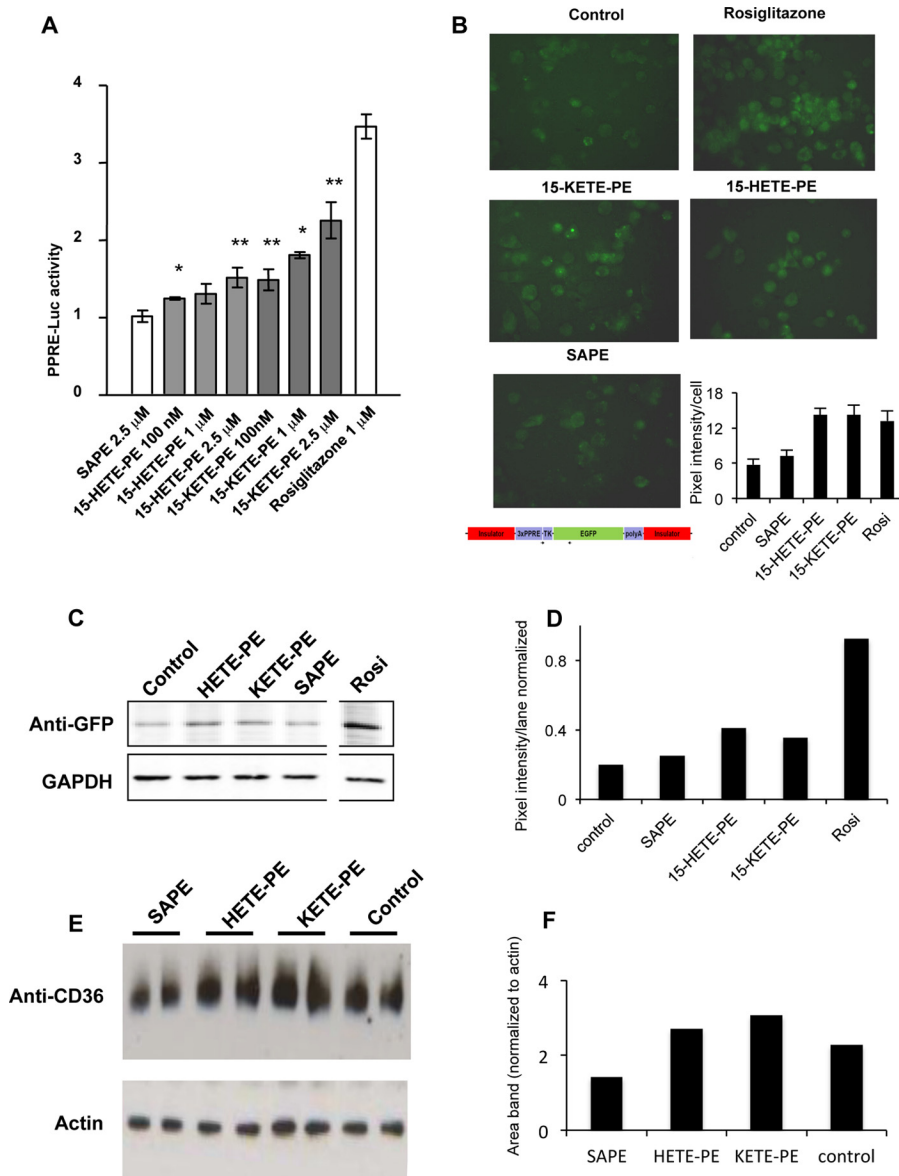 A
PPRE-Luc activity
4
3
2
1
0
*
**
**
*
**
SAPE 2.5 µM
15-HETE-PE 100 nM
15-HETE-PE 1 µM
15-HETE-PE 2.5 µM
15-KETE-PE 100nM
15-KETE-PE 1 µM
15-KETE-PE 2.5 µM
Rosiglitazone 1 µM
B
Control
Rosiglitazone
15-KETE-PE
15-HETE-PE
SAPE
Pixel intensity/cell
18
12
6
0
control
SAPE
15-HETE-PE
15-KETE-PE
Rosi
Insulator 3xPPRE-TK EGFP polyA Insulator
* *
C
Control
HETE-PE
KETE-PE
SAPE
Rosi
Anti-GFP
GAPDH
D
Pixel intensity/lane normalized
0.8
0.4
0
control
SAPE
15-HETE-PE
15-KETE-PE
Rosi
E
SAPE
HETE-PE
KETE-PE
Control
Anti-CD36
Actin
F
Area band (normalized to actin)
4
2
0
SAPE HETE-PE KETE-PE control